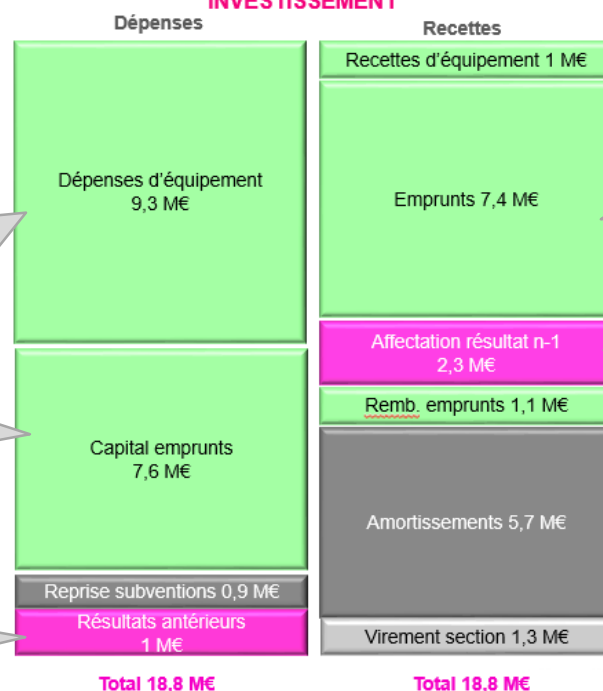 INVESTISSEMENT
Dépenses
Dépenses d'équipement
9,3 M€
Capital emprunts
7,6 M€
Reprise subventions 0,9 M€
Résultats antérieurs
1 M€
Total 18.8 M€
Recettes
Recettes d'équipement 1 M€
Emprunts 7,4 M€
Affectation résultat n-1
2,3 M€
Remb. emprunts 1,1 M€
Amortissements 5,7 M€
Virement section 1,3 M€
Total 18.8 M€